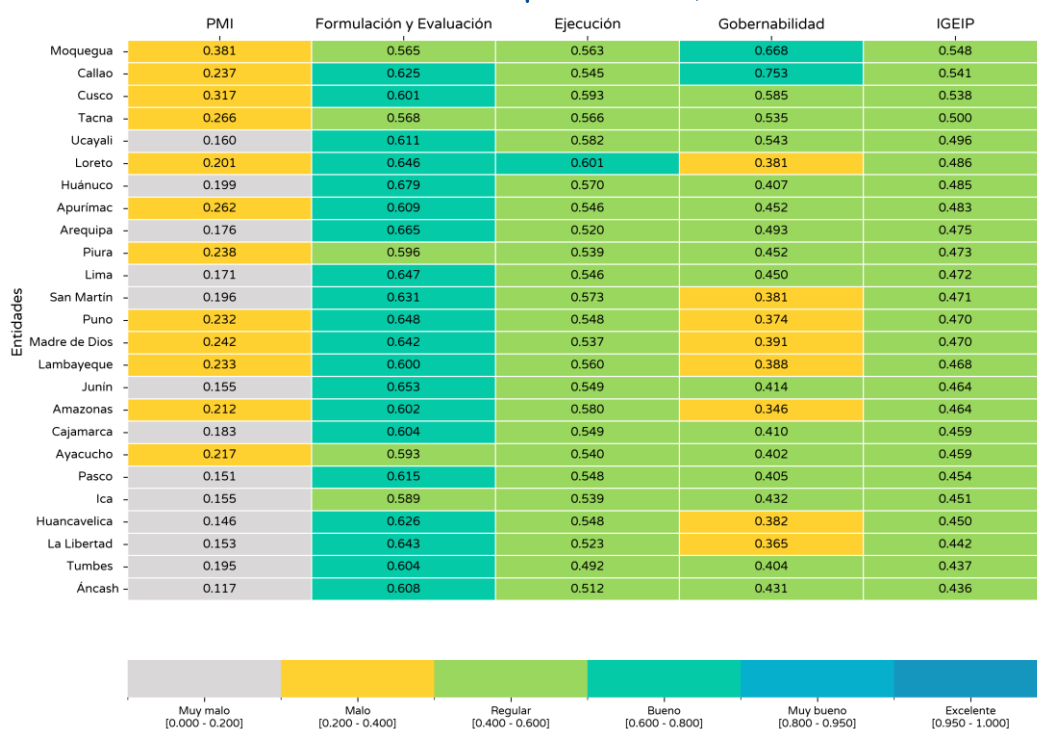 PMI Formulación y Evaluación Ejecución Gobernabilidad IGEIP
Entidades
Moquegua 0.381 0.565 0.563 0.668 0.548
Callao 0.237 0.625 0.545 0.753 0.541
Cusco 0.317 0.601 0.593 0.585 0.538
Tacna 0.266 0.568 0.566 0.535 0.500
Ucayali 0.160 0.611 0.582 0.543 0.496
Loreto 0.201 0.646 0.601 0.381 0.486
Huánuco 0.199 0.679 0.570 0.407 0.485
Apurímac 0.262 0.609 0.546 0.452 0.483
Arequipa 0.176 0.665 0.520 0.493 0.475
Piura 0.238 0.596 0.539 0.452 0.473
Lima 0.171 0.647 0.546 0.450 0.472
San Martín 0.196 0.631 0.573 0.381 0.471
Puno 0.232 0.648 0.548 0.374 0.470
Madre de Dios 0.242 0.642 0.537 0.391 0.470
Lambayeque 0.233 0.600 0.560 0.388 0.468
Junín 0.155 0.653 0.549 0.414 0.464
Amazonas 0.212 0.602 0.580 0.346 0.464
Cajamarca 0.183 0.604 0.549 0.410 0.459
Ayacucho 0.217 0.593 0.540 0.402 0.459
Pasco 0.151 0.615 0.548 0.405 0.454
Ica 0.155 0.589 0.539 0.432 0.451
Huancavelica 0.146 0.626 0.548 0.382 0.450
La Libertad 0.153 0.643 0.523 0.365 0.442
Tumbes 0.195 0.604 0.492 0.404 0.437
Áncash 0.117 0.608 0.512 0.431 0.436
Muy malo Malo Regular Bueno Muy bueno Excelente
[0.000 - 0.200] [0.200 - 0.400] [0.400 - 0.600] [0.600 - 0.800] [0.800 - 0.950] [0.950 - 1.000]